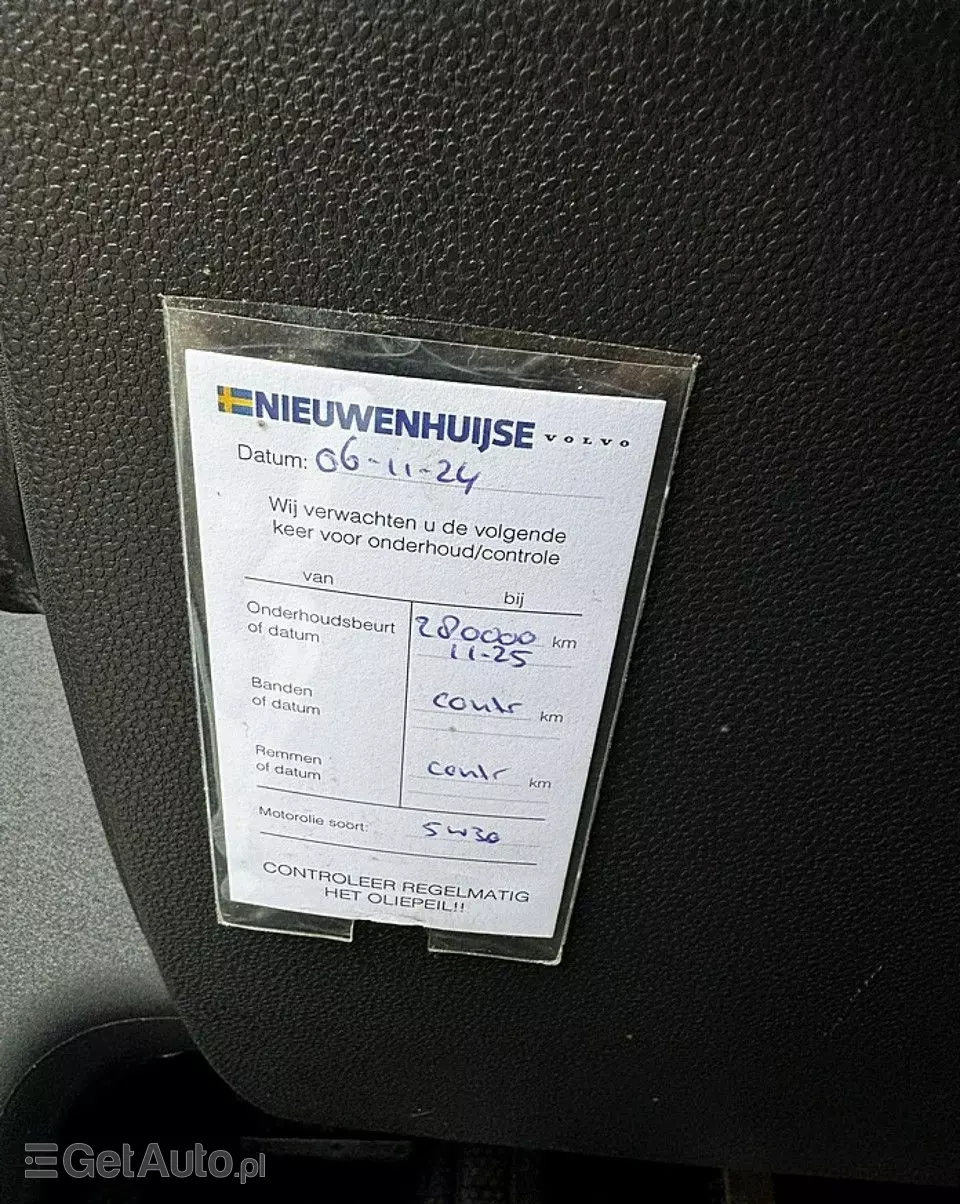 NIEUWENHUIJSE VOLVO
Datum: 06-11-24
Wij verwachten u de volgende
keer voor onderhoud/controle
van bij
Onderhoudsbeurt 280000 km
of datum 11-25
Banden contr km
of datum
Remmen contr km
of datum
Motorolie soort: 5w30
CONTROLEER REGELMATIG
HET OLIEPEIL!!
GetAuto.pl